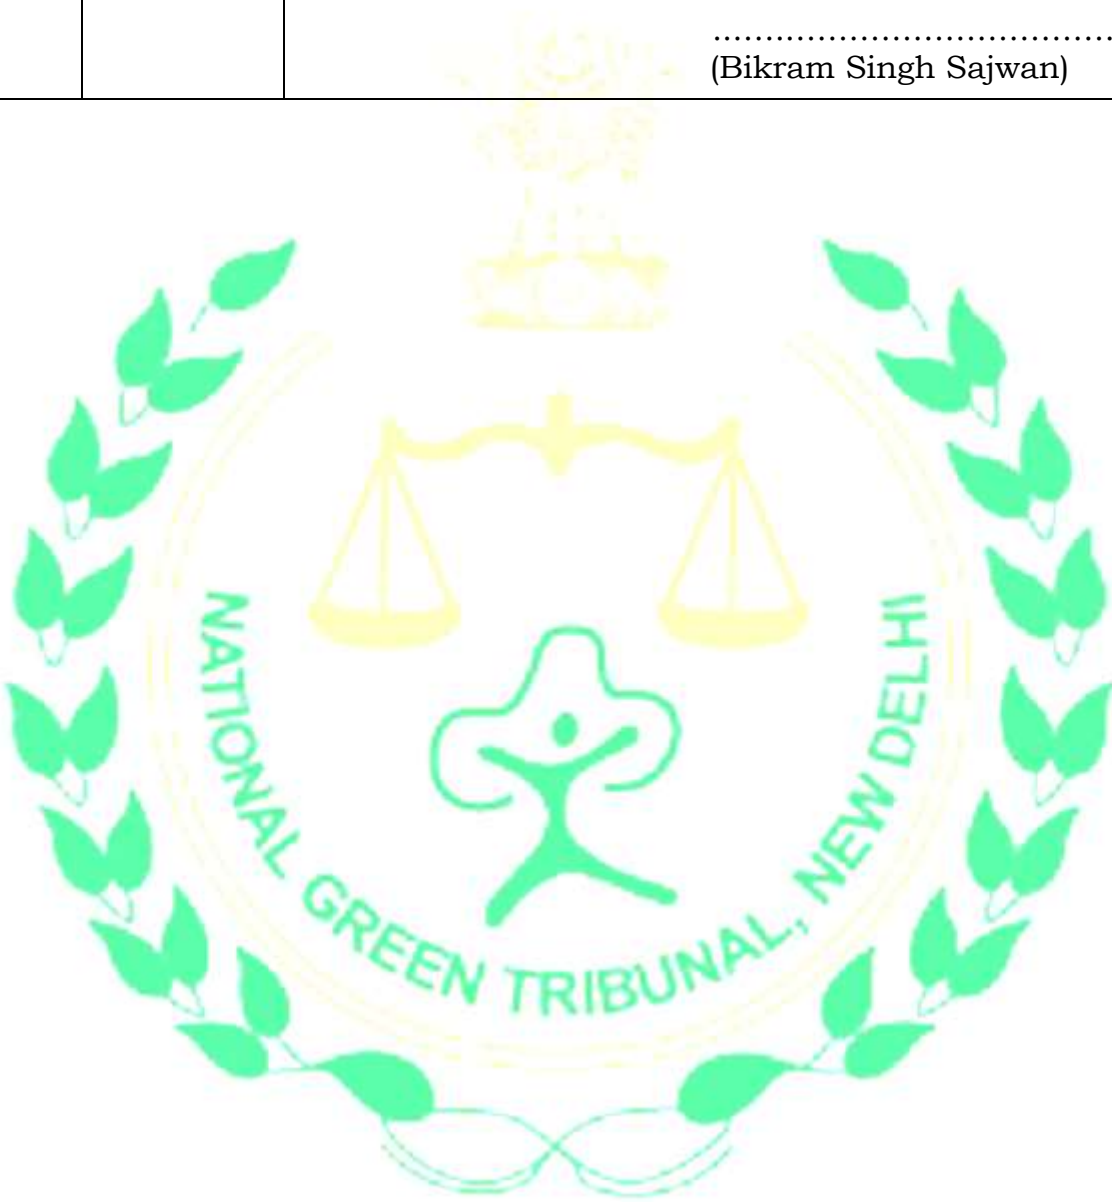 ………………………………
(Bikram Singh Sajwan)
NATIONAL GREEN TRIBUNAL, NEW DELHI